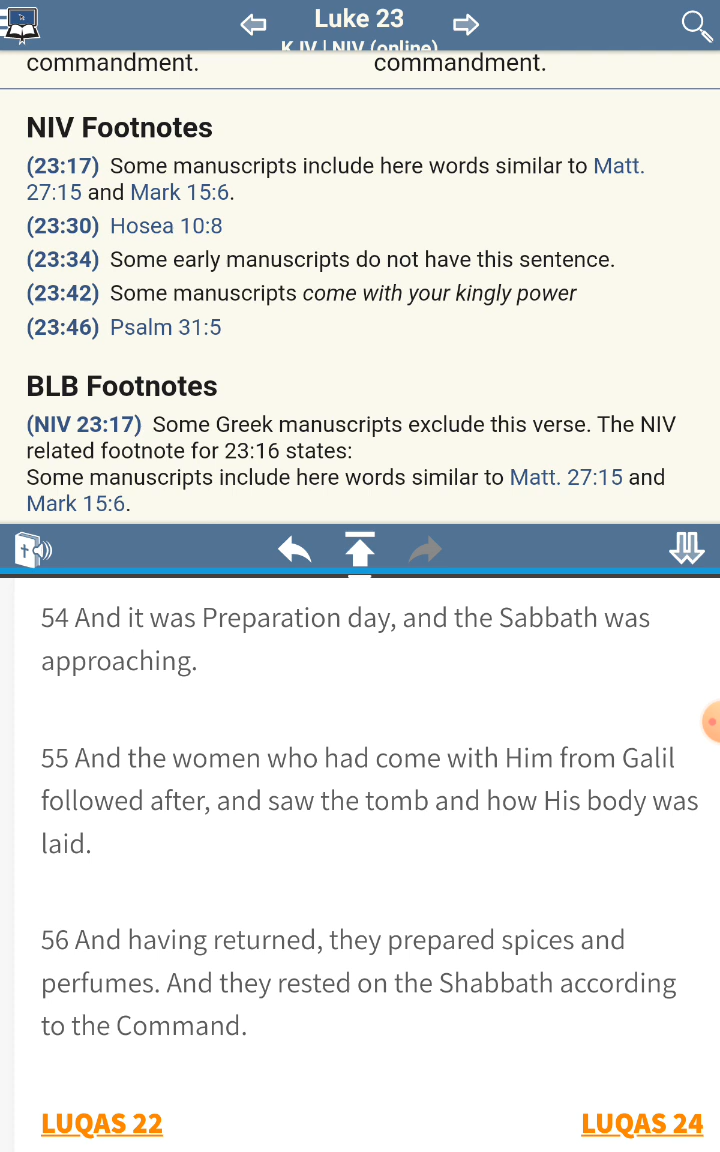 Luke 23
KJV | NIV (online)
commandment. commandment.
NIV Footnotes
(23:17) Some manuscripts include here words similar to Matt.
27:15 and Mark 15:6.
(23:30) Hosea 10:8
(23:34) Some early manuscripts do not have this sentence.
(23:42) Some manuscripts come with your kingly power
(23:46) Psalm 31:5
BLB Footnotes
(NIV 23:17) Some Greek manuscripts exclude this verse. The NIV
related footnote for 23:16 states:
Some manuscripts include here words similar to Matt. 27:15 and
Mark 15:6.
54 And it was Preparation day, and the Sabbath was
approaching.
55 And the women who had come with Him from Galil
followed after, and saw the tomb and how His body was
laid.
56 And having returned, they prepared spices and
perfumes. And they rested on the Shabbath according
to the Command.
LUQAS 22 LUQAS 24